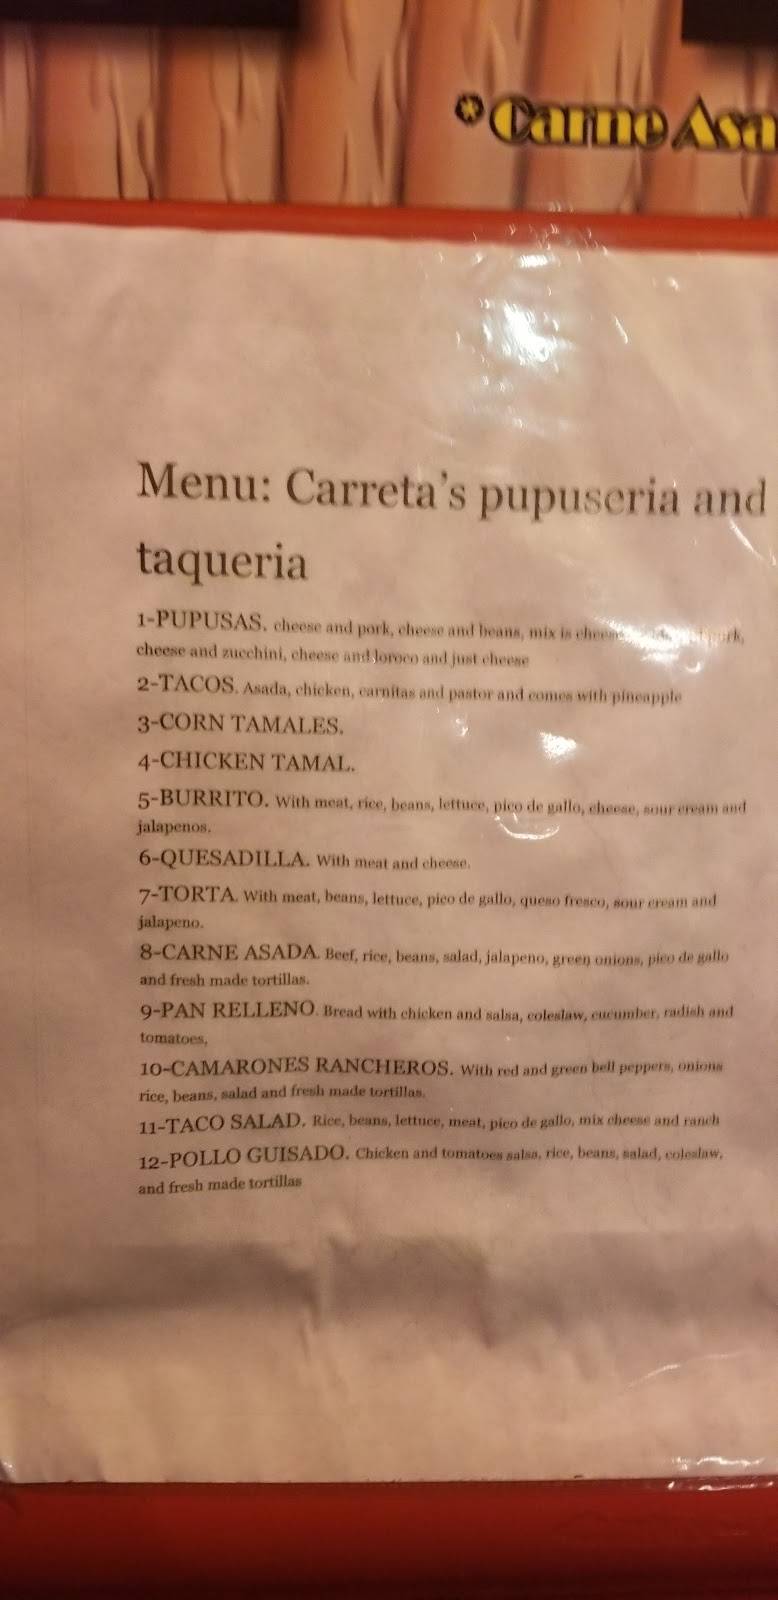 *Carne Asa
Menu: Carreta's pupuseria and
taqueria
1-PUPUSAS. cheese and pork, cheese and beans, mix is cheese, pork,
cheese and zucchini, cheese and loroco and just cheese
2-TACOS. Asada, chicken, carnitas and pastor and comes with pineapple
3-CORN TAMALES.
4-CHICKEN TAMAL.
5-BURRITO. With meat, rice, beans, lettuce, pico de gallo, cheese, sour cream and
jalapenos.
6-QUESADILLA. With meat and cheese.
7-TORTA. With meat, beans, lettuce, pico de gallo, queso fresco, sour cream and
jalapeno.
8-CARNE ASADA. Beef, rice, beans, salad, jalapeno, green onions, pico de gallo
and fresh made tortillas.
9-PAN RELLENO. Bread with chicken and salsa, coleslaw, cucumber, radish and
tomatoes,
10-CAMARONES RANCHEROS. With red and green bell peppers, onions
rice, beans, salad and fresh made tortillas.
11-TACO SALAD. Rice, beans, lettuce, meat, pico de gallo, mix cheese and ranch
12-POLLO GUISADO. Chicken and tomatoes salsa, rice, beans, salad, coleslaw,
and fresh made tortillas